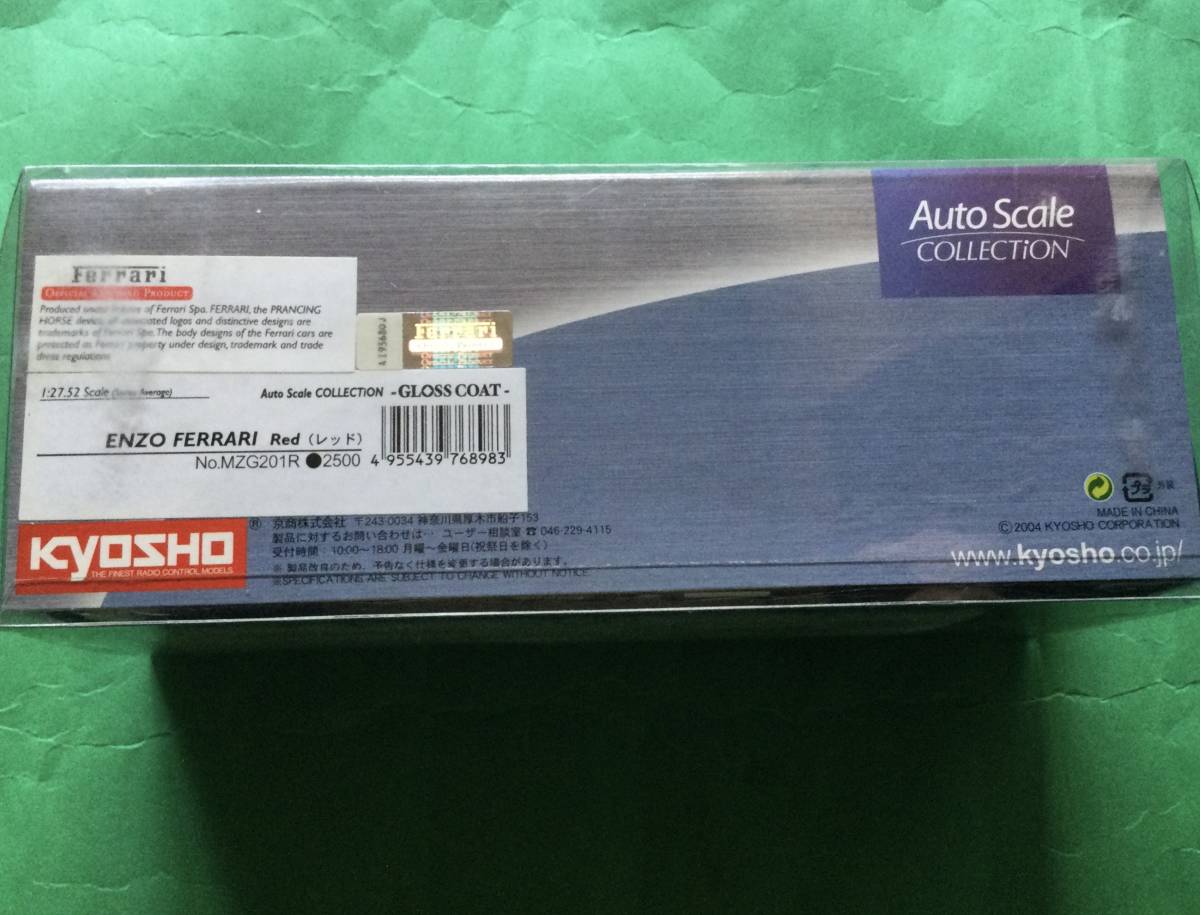 Auto Scale
COLLECTiON
Ferrari
OFFICIAL LICENSED PRODUCT
Produced under license of Ferrari Spa. FERRARI, the PRANCING
HORSE device, all associated logos and distinctive designs are
trademarks of Ferrari Spa. The body designs of the Ferrari cars are
protected as Ferrari property under design, trademark and trade
dress regulations
Ferrari
1:27.52 Scale (Series Average)
Auto Scale COLLECTiON -GLOSS COAT-
ENZO FERRARI Red (レッド)
No.MZG201R ●2500
4 955439 768983
KYOSHO
THE FINEST RADIO CONTROL MODELS
®
京商株式会社 〒243-0034 神奈川県厚木市船子153
製品に対するお問い合わせは… ユーザー相談室 ☎ 046-229-4115
受付時間：10:00〜18:00 月曜〜金曜日(祝祭日を除く)
※ 製品改良のため、予告なく仕様を変更する場合があります。
※SPECIFICATIONS ARE SUBJECT TO CHANGE WITHOUT NOTICE.
プラ 外装
MADE IN CHINA
© 2004 KYOSHO CORPORATION
www.kyosho.co.jp/